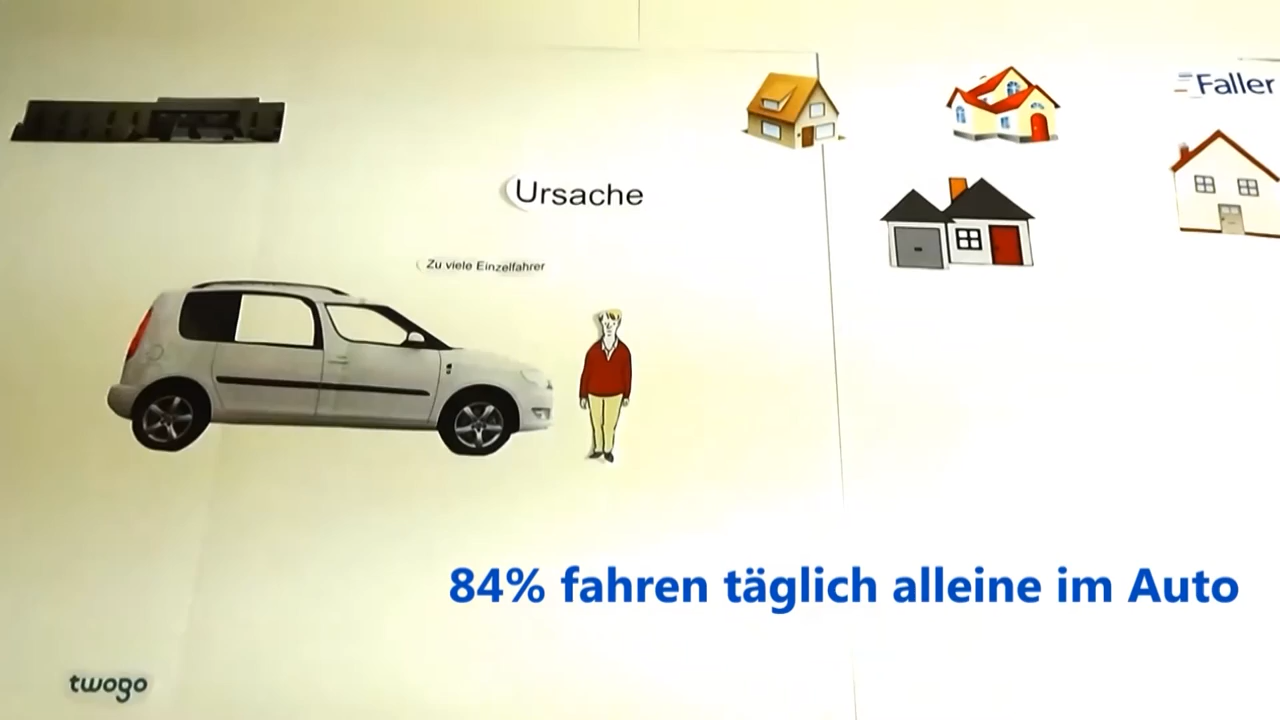 Faller
Ursache
Zu viele Einzelfahrer
84% fahren täglich alleine im Auto
twogo